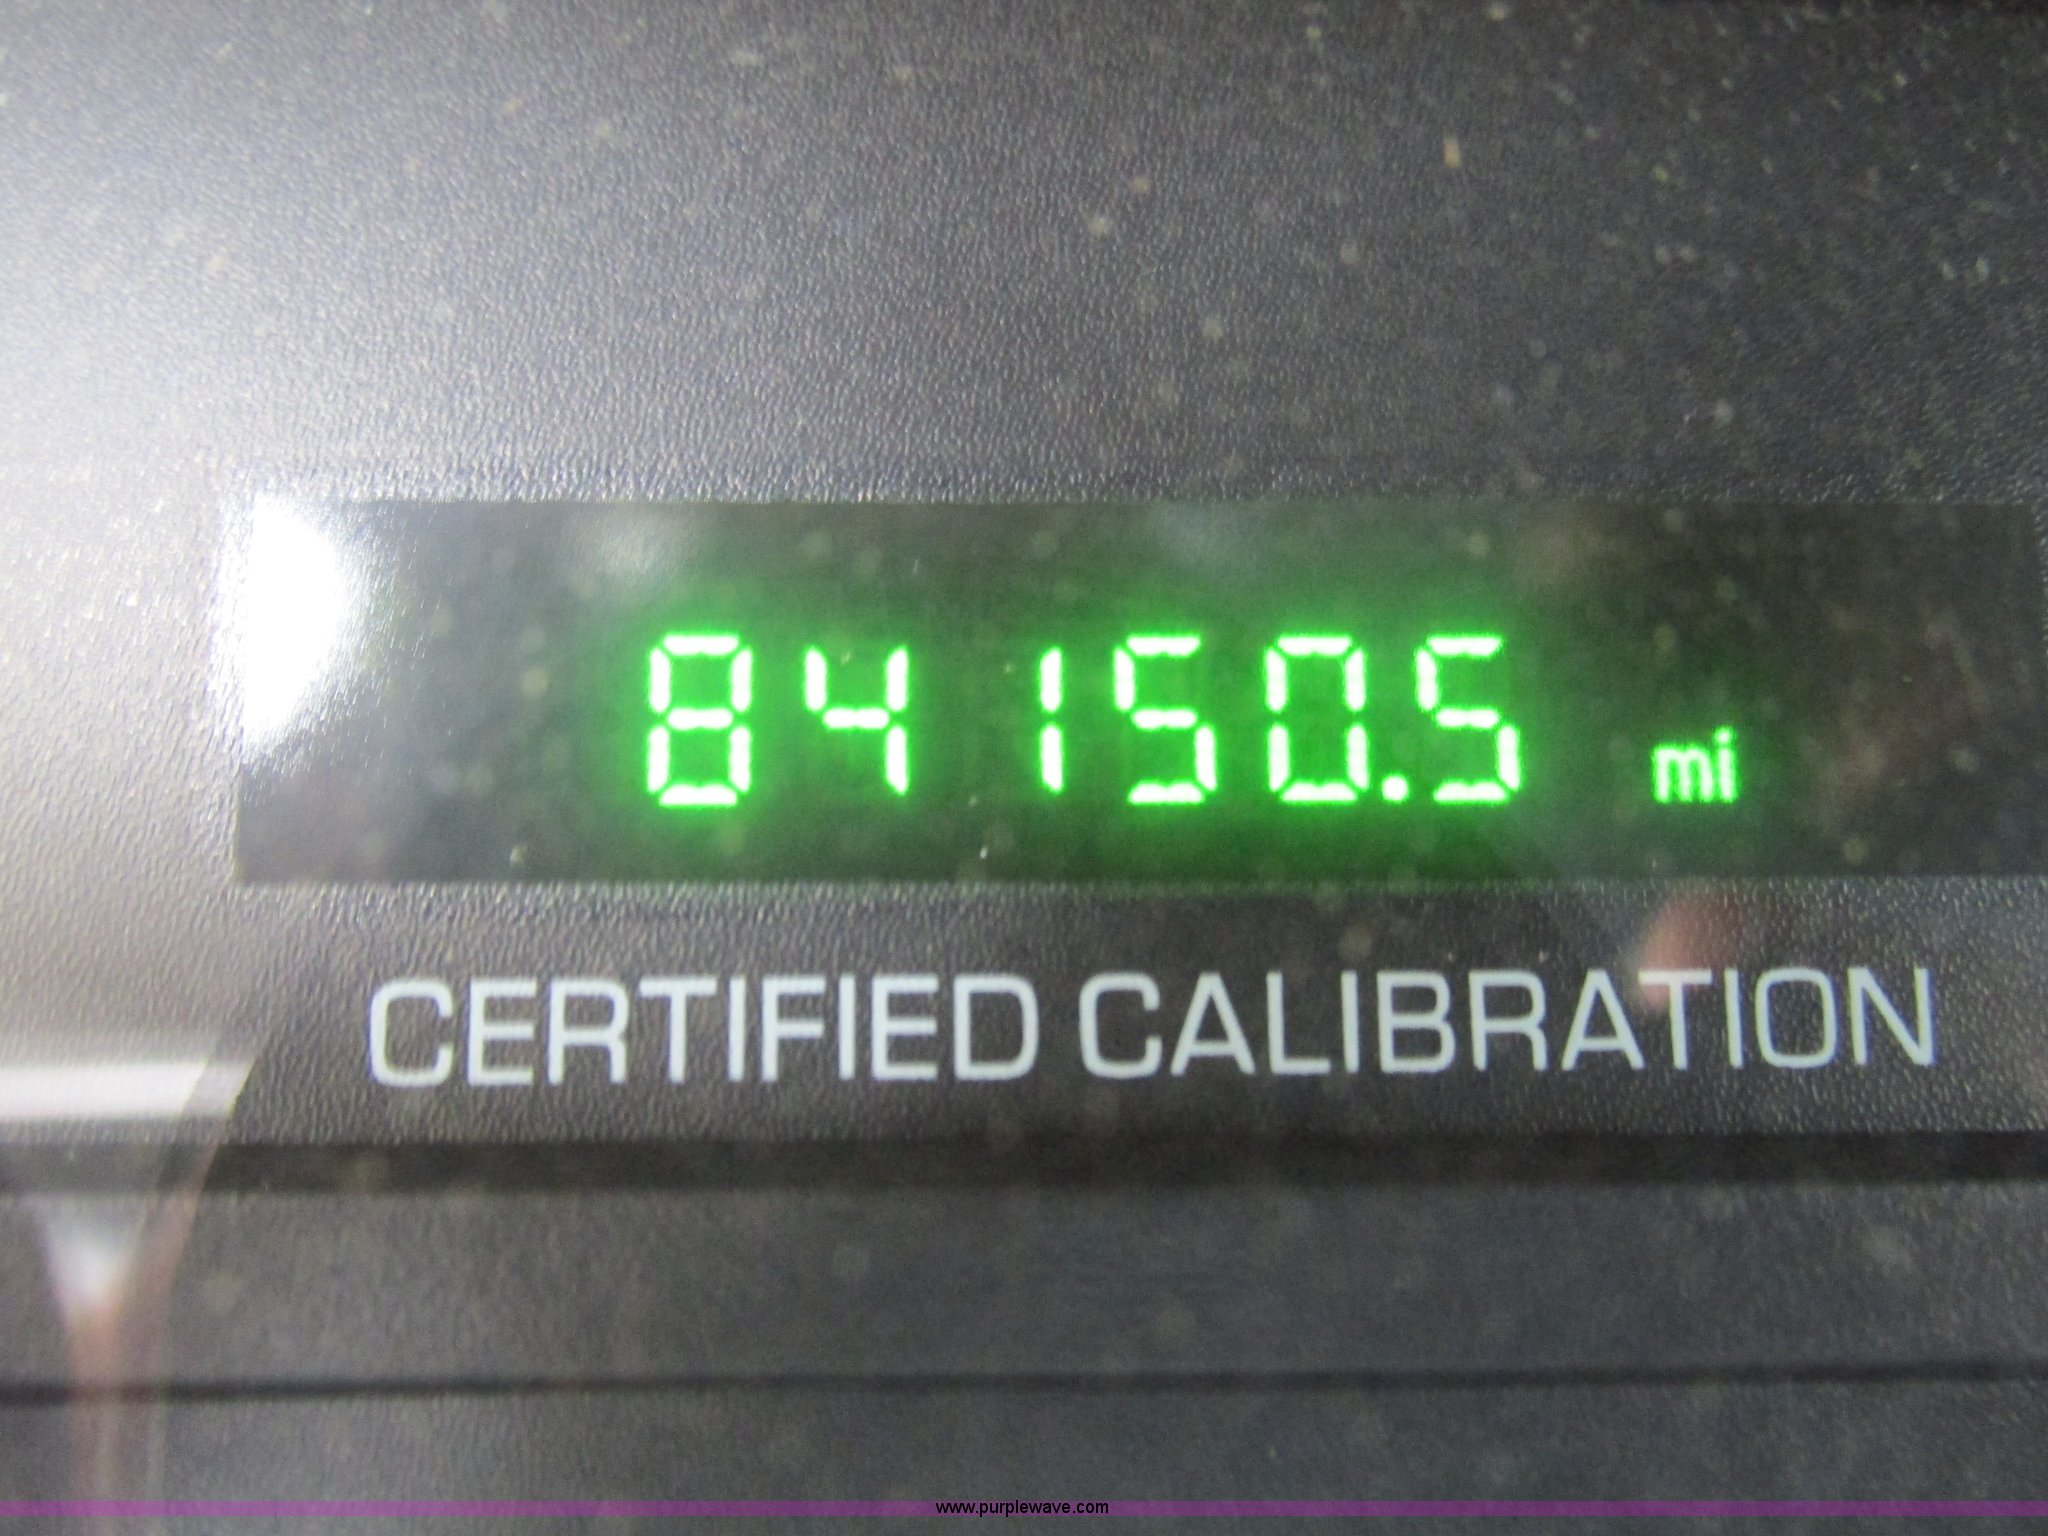 84150.5 mi
CERTIFIED CALIBRATION
www.purplewave.com